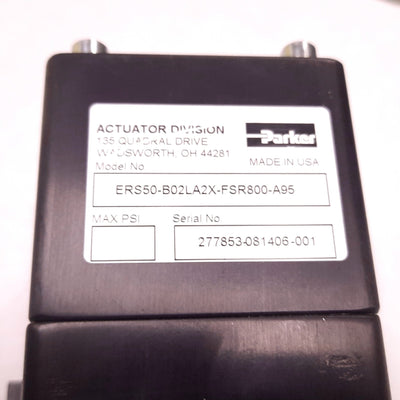 ACTUATOR DIVISION
135 QUADRAL DRIVE
WADSWORTH, OH 44281
Parker
MADE IN USA
Model No
ERS50-B02LA2X-FSR800-A95
MAX PSI
Serial No.
277853-081406-001